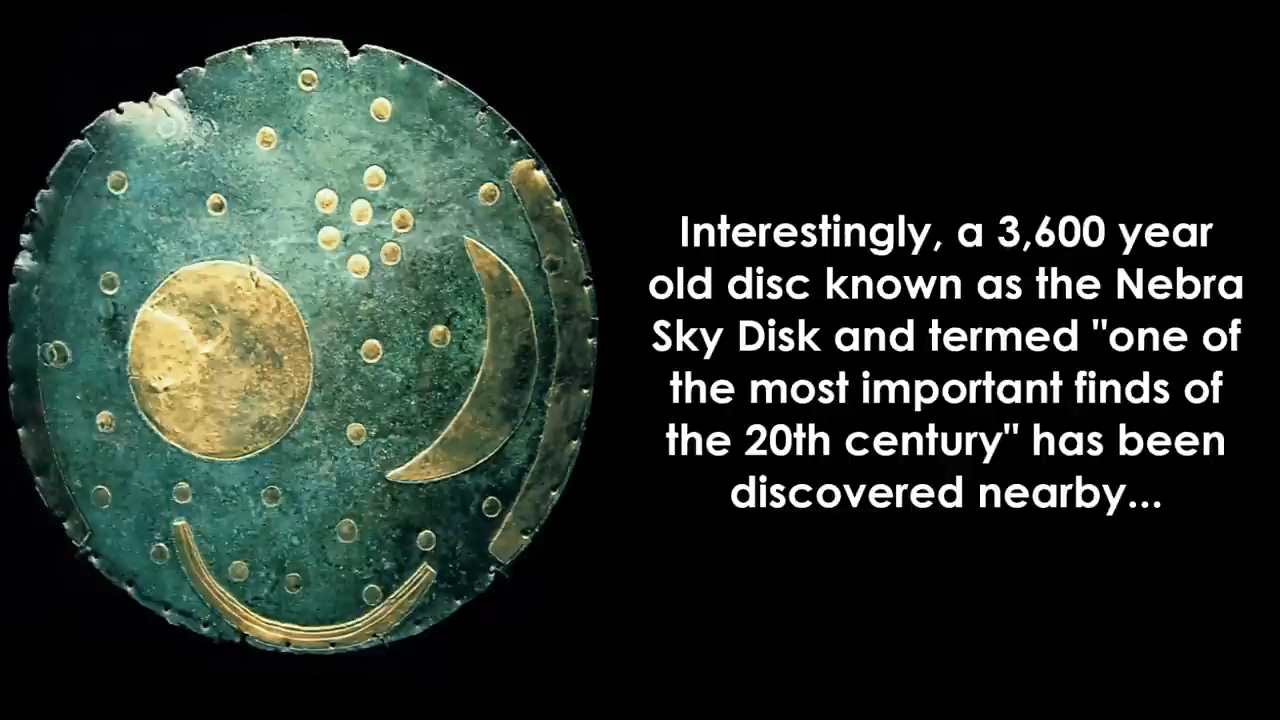 Interestingly, a 3,600 year
old disc known as the Nebra
Sky Disk and termed "one of
the most important finds of
the 20th century" has been
discovered nearby...